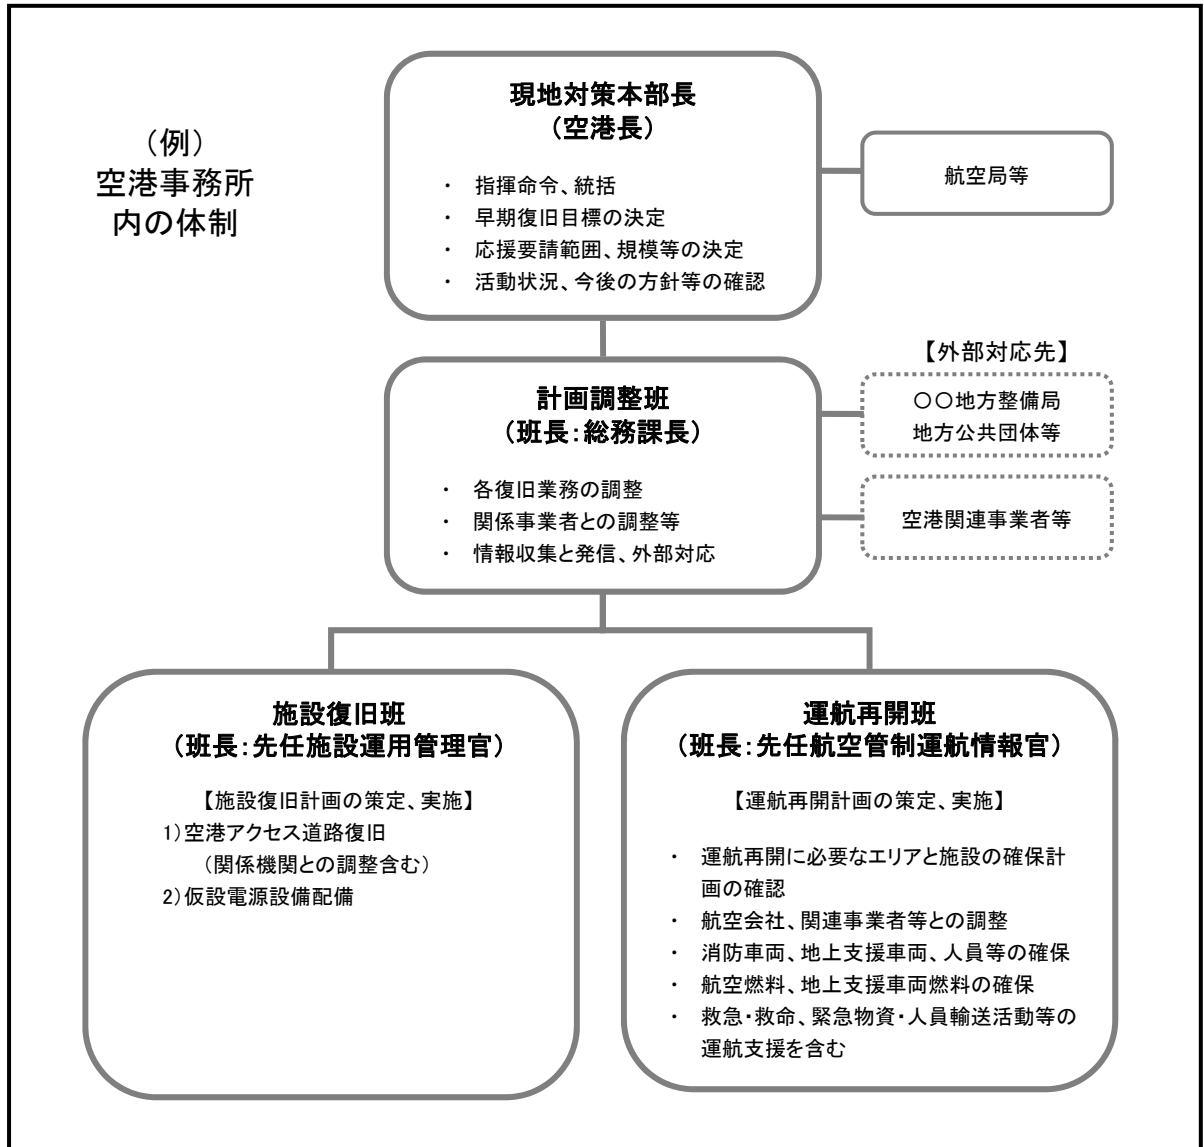 （例）
空港事務所
内の体制
現地対策本部長
（空港長）
・ 指揮命令、統括
・ 早期復旧目標の決定
・ 応援要請範囲、規模等の決定
・ 活動状況、今後の方針等の確認
航空局等
計画調整班
（班長：総務課長）
・ 各復旧業務の調整
・ 関係事業者との調整等
・ 情報収集と発信、外部対応
【外部対応先】
〇〇地方整備局
地方公共団体等
空港関連事業者等
施設復旧班
（班長：先任施設運用管理官）
【施設復旧計画の策定、実施】
1）空港アクセス道路復旧
（関係機関との調整含む）
2）仮設電源設備配備
運航再開班
（班長：先任航空管制運航情報官）
【運航再開計画の策定、実施】
・ 運航再開に必要なエリアと施設の確保計
画の確認
・ 航空会社、関連事業者等との調整
・ 消防車両、地上支援車両、人員等の確保
・ 航空燃料、地上支援車両燃料の確保
・ 救急・救命、緊急物資・人員輸送活動等の
運航支援を含む